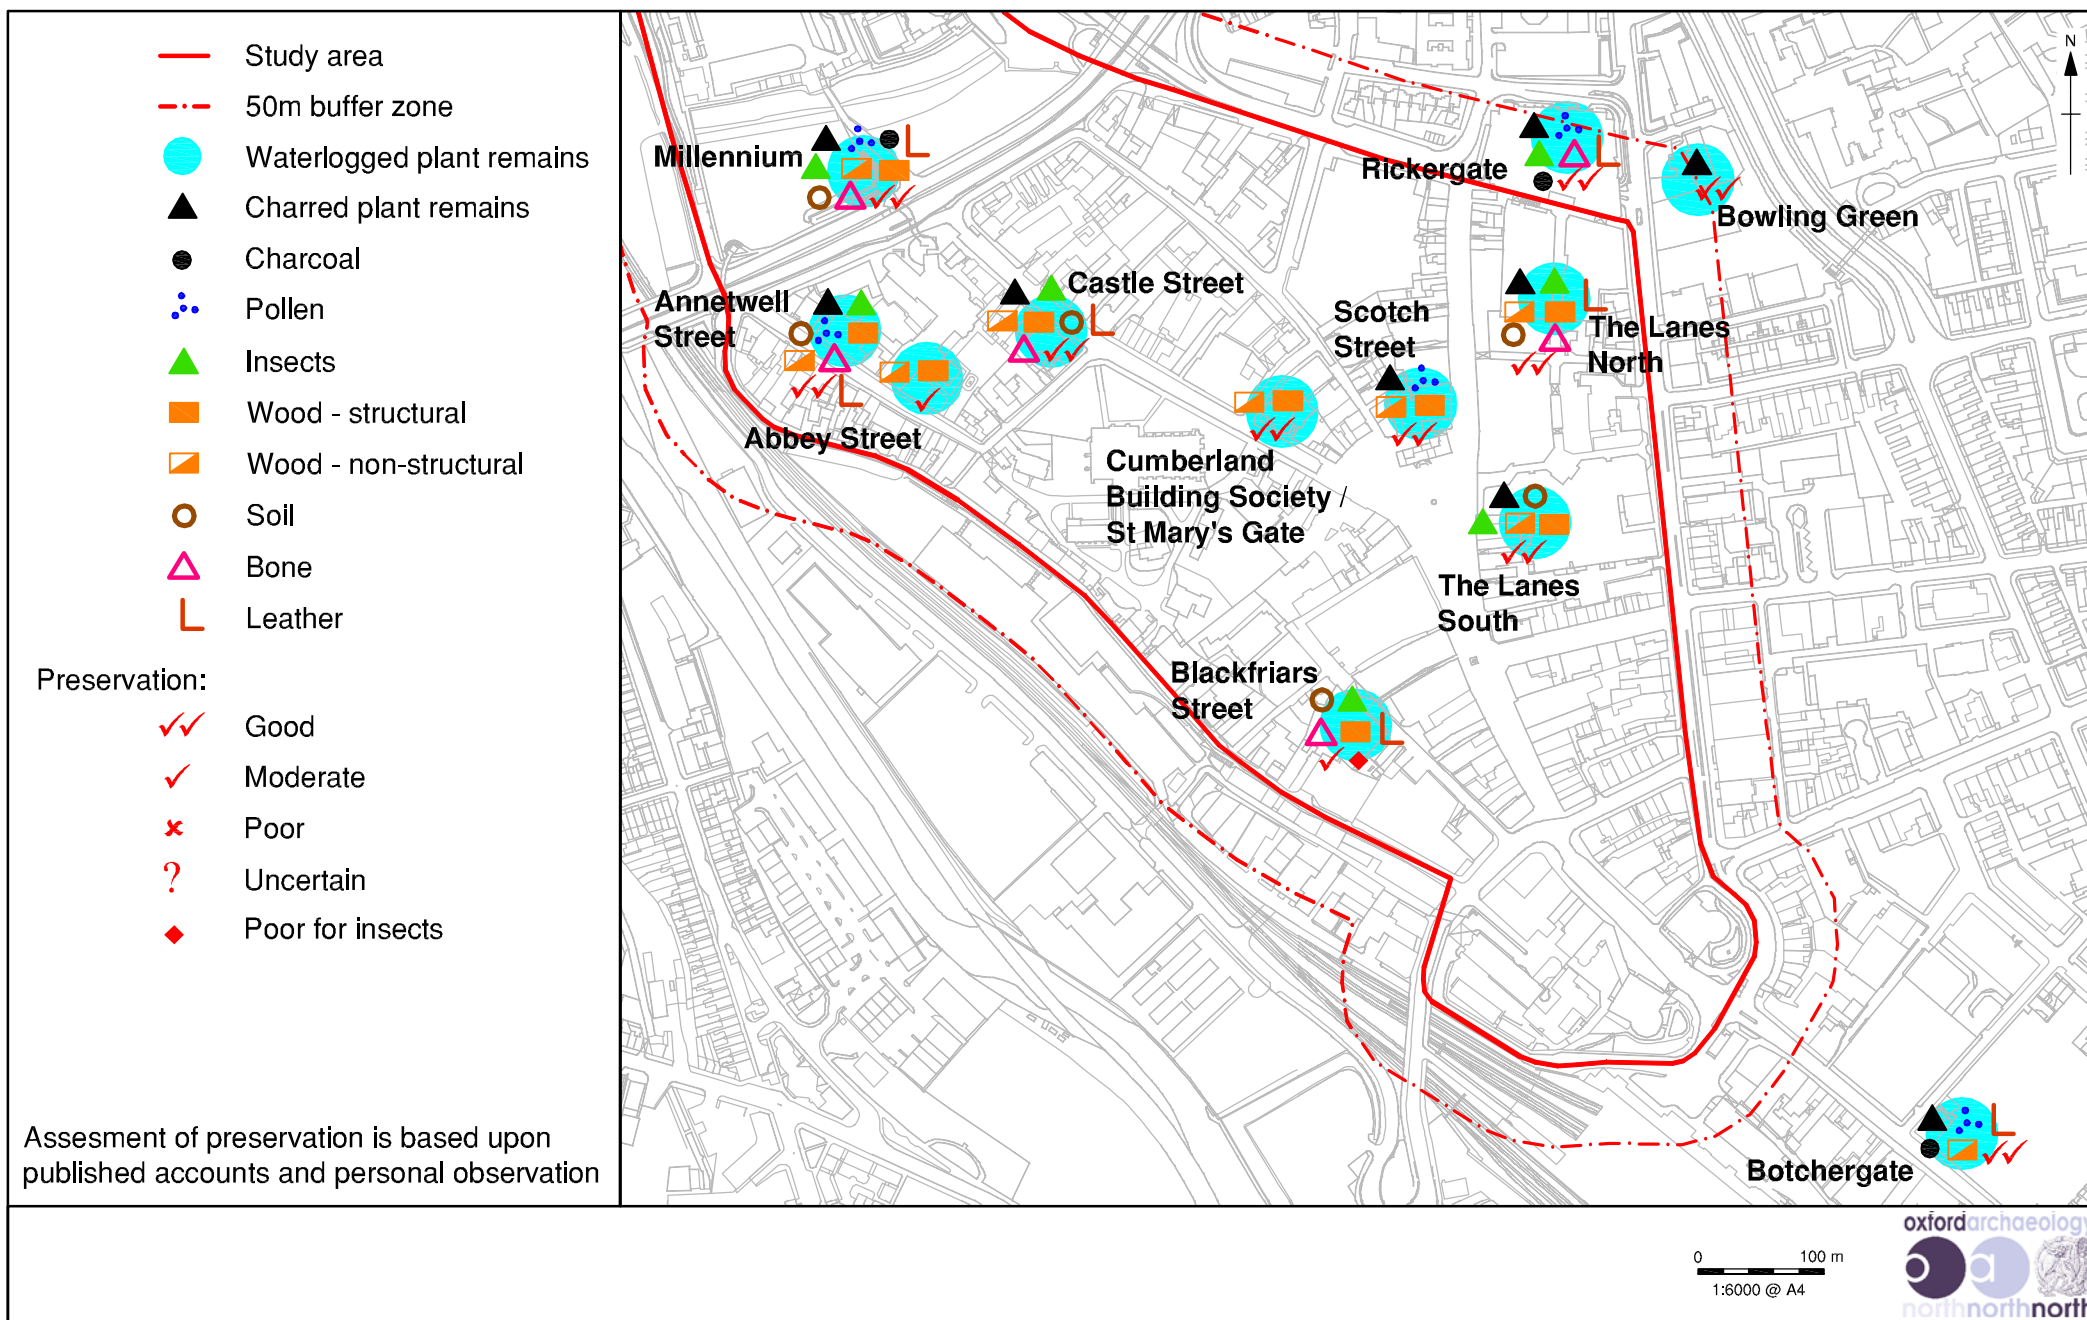 Study area
50m buffer zone
Waterlogged plant remains
Charred plant remains
Charcoal
Pollen
Insects
Wood - structural
Wood - non-structural
Soil
Bone
Leather
Preservation:
Good
Moderate
Poor
? Uncertain
Poor for insects
Assesment of preservation is based upon
published accounts and personal observation
N
Millennium
Rickergate
Bowling Green
Annetwell
Street
Castle Street
Scotch
Street
The Lanes
North
Abbey Street
Cumberland
Building Society /
St Mary's Gate
The Lanes
South
Blackfriars
Street
Botchergate
0 100 m
1:6000 @ A4
oxfordarchaeology
northnorthnorth